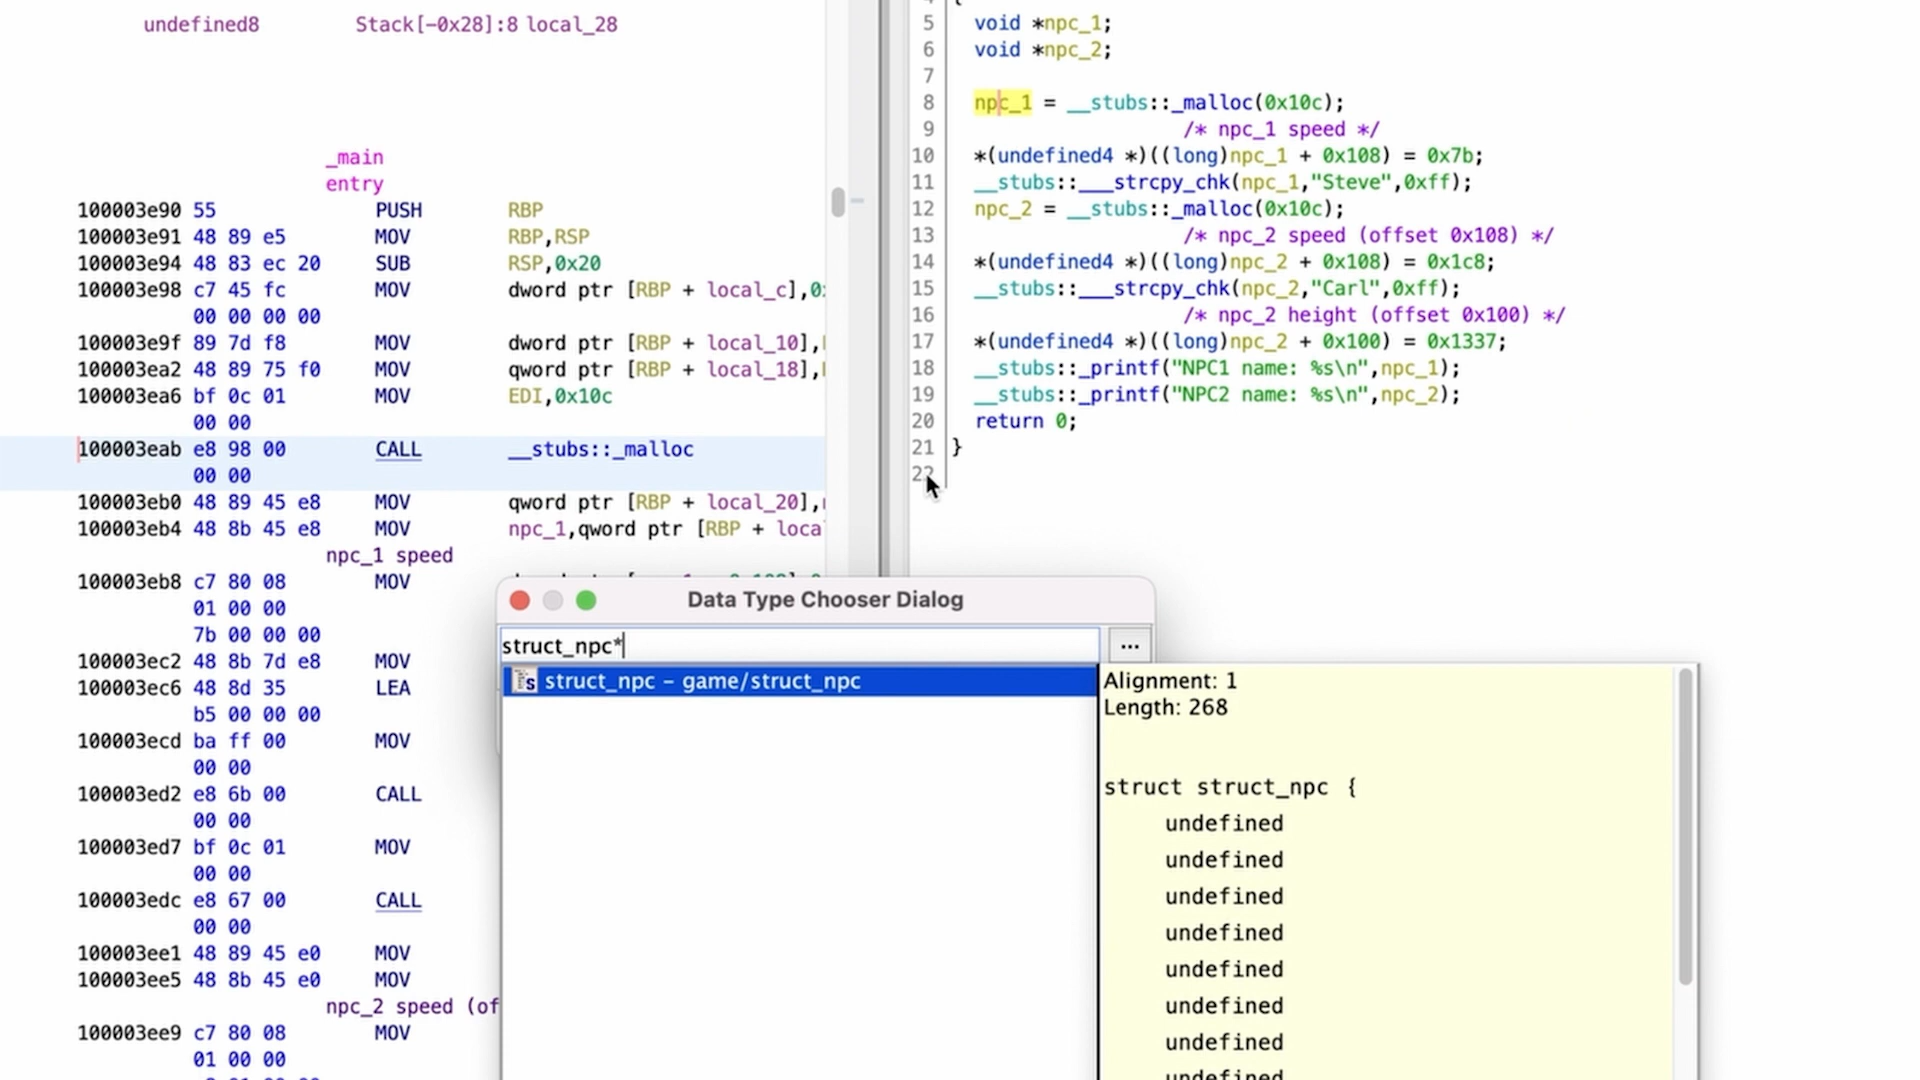 undefined8 Stack[-0x28]:8 local_28
_main
entry
100003e90 55 PUSH RBP
100003e91 48 89 e5 MOV RBP,RSP
100003e94 48 83 ec 20 SUB RSP,0x20
100003e98 c7 45 fc MOV dword ptr [RBP + local_c],0
00 00 00 00
100003e9f 89 7d f8 MOV dword ptr [RBP + local_10],
100003ea2 48 89 75 f0 MOV qword ptr [RBP + local_18],
100003ea6 bf 0c 01 MOV EDI,0x10c
00 00
100003eab e8 98 00 CALL __stubs::_malloc
00 00
100003eb0 48 89 45 e8 MOV qword ptr [RBP + local_20],
100003eb4 48 8b 45 e8 MOV npc_1,qword ptr [RBP + loca
npc_1 speed
100003eb8 c7 80 08 MOV
01 00 00
7b 00 00 00
100003ec2 48 8b 7d e8 MOV
100003ec6 48 8d 35 LEA
b5 00 00 00
100003ecd ba ff 00 MOV
00 00
100003ed2 e8 6b 00 CALL
00 00
100003ed7 bf 0c 01 MOV
00 00
100003edc e8 67 00 CALL
00 00
100003ee1 48 89 45 e0 MOV
100003ee5 48 8b 45 e0 MOV
npc_2 speed (of
100003ee9 c7 80 08 MOV
01 00 00
5 void *npc_1;
6 void *npc_2;
7
8 npc_1 = __stubs::_malloc(0x10c);
9 /* npc_1 speed */
10 *(undefined4 *)((long)npc_1 + 0x108) = 0x7b;
11 __stubs::___strcpy_chk(npc_1,"Steve",0xff);
12 npc_2 = __stubs::_malloc(0x10c);
13 /* npc_2 speed (offset 0x108) */
14 *(undefined4 *)((long)npc_2 + 0x108) = 0x1c8;
15 __stubs::___strcpy_chk(npc_2,"Carl",0xff);
16 /* npc_2 height (offset 0x100) */
17 *(undefined4 *)((long)npc_2 + 0x100) = 0x1337;
18 __stubs::_printf("NPC1 name: %s\n",npc_1);
19 __stubs::_printf("NPC2 name: %s\n",npc_2);
20 return 0;
21 }
22
Data Type Chooser Dialog
struct_npc*
...
struct_npc – game/struct_npc
Alignment: 1
Length: 268
struct struct_npc {
undefined
undefined
undefined
undefined
undefined
undefined
undefined